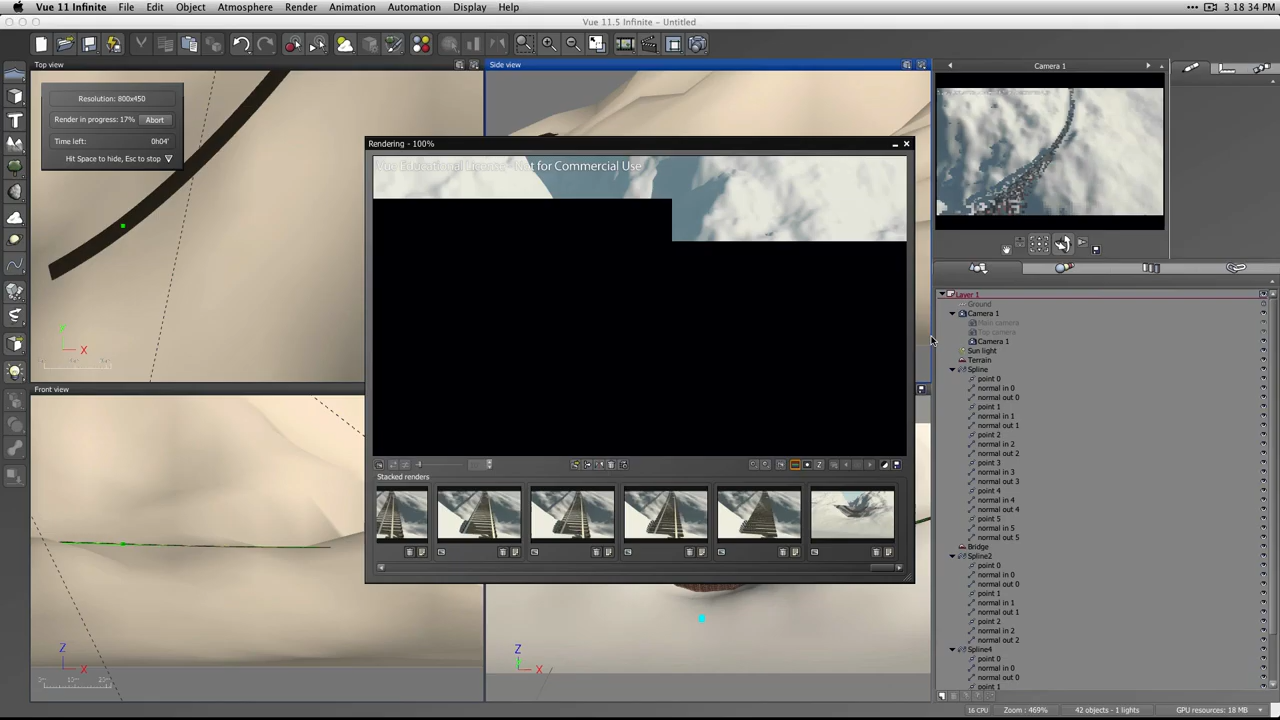 Vue 11 Infinite File Edit Object Atmosphere Render Animation Automation Display Help 3 18 34 PM
Vue 11.5 Infinite - Untitled
Top view
Side view
Camera 1
Resolution: 800x450
Render in progress: 17% Abort
Time left: 0h04'
Hit Space to hide, Esc to stop
Rendering - 100%
Vue Educational License - Not for Commercial Use
Stacked renders
Front view
X
Z
X
Z
X
Layer 1
Ground
Camera 1
Main camera
Top camera
Camera 1
Sun light
Terrain
Spline
point 0
normal in 0
normal out 0
point 1
normal in 1
normal out 1
point 2
normal in 2
normal out 2
point 3
normal in 3
normal out 3
point 4
normal in 4
normal out 4
point 5
normal in 5
normal out 5
Bridge
Spline2
point 0
normal in 0
normal out 0
point 1
normal in 1
normal out 1
point 2
normal in 2
normal out 2
Spline4
point 0
normal in 0
normal out 0
point 1
16 CPU Zoom : 469% 42 objects - 1 lights GPU resources: 18 MB